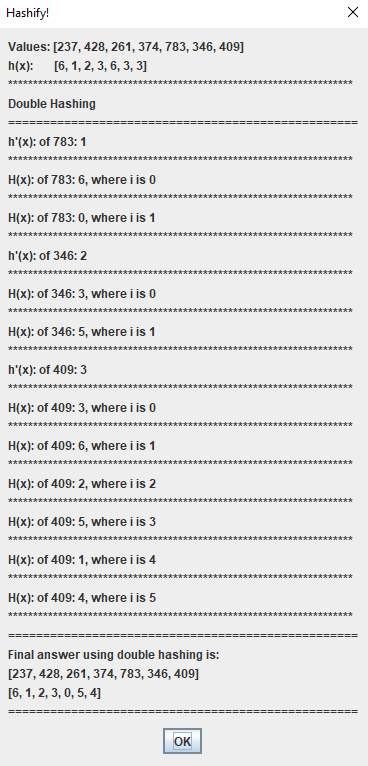 Hashify!
Values: [237, 428, 261, 374, 783, 346, 409]
h(x): [6, 1, 2, 3, 6, 3, 3]
*********************************************************************
Double Hashing
==================================================
h'(x): of 783: 1
*********************************************************************
H(x): of 783: 6, where i is 0
*********************************************************************
H(x): of 783: 0, where i is 1
*********************************************************************
h'(x): of 346: 2
*********************************************************************
H(x): of 346: 3, where i is 0
*********************************************************************
H(x): of 346: 5, where i is 1
*********************************************************************
h'(x): of 409: 3
*********************************************************************
H(x): of 409: 3, where i is 0
*********************************************************************
H(x): of 409: 6, where i is 1
*********************************************************************
H(x): of 409: 2, where i is 2
*********************************************************************
H(x): of 409: 5, where i is 3
*********************************************************************
H(x): of 409: 1, where i is 4
*********************************************************************
H(x): of 409: 4, where i is 5
*********************************************************************
==================================================
Final answer using double hashing is:
[237, 428, 261, 374, 783, 346, 409]
[6, 1, 2, 3, 0, 5, 4]
==================================================
OK